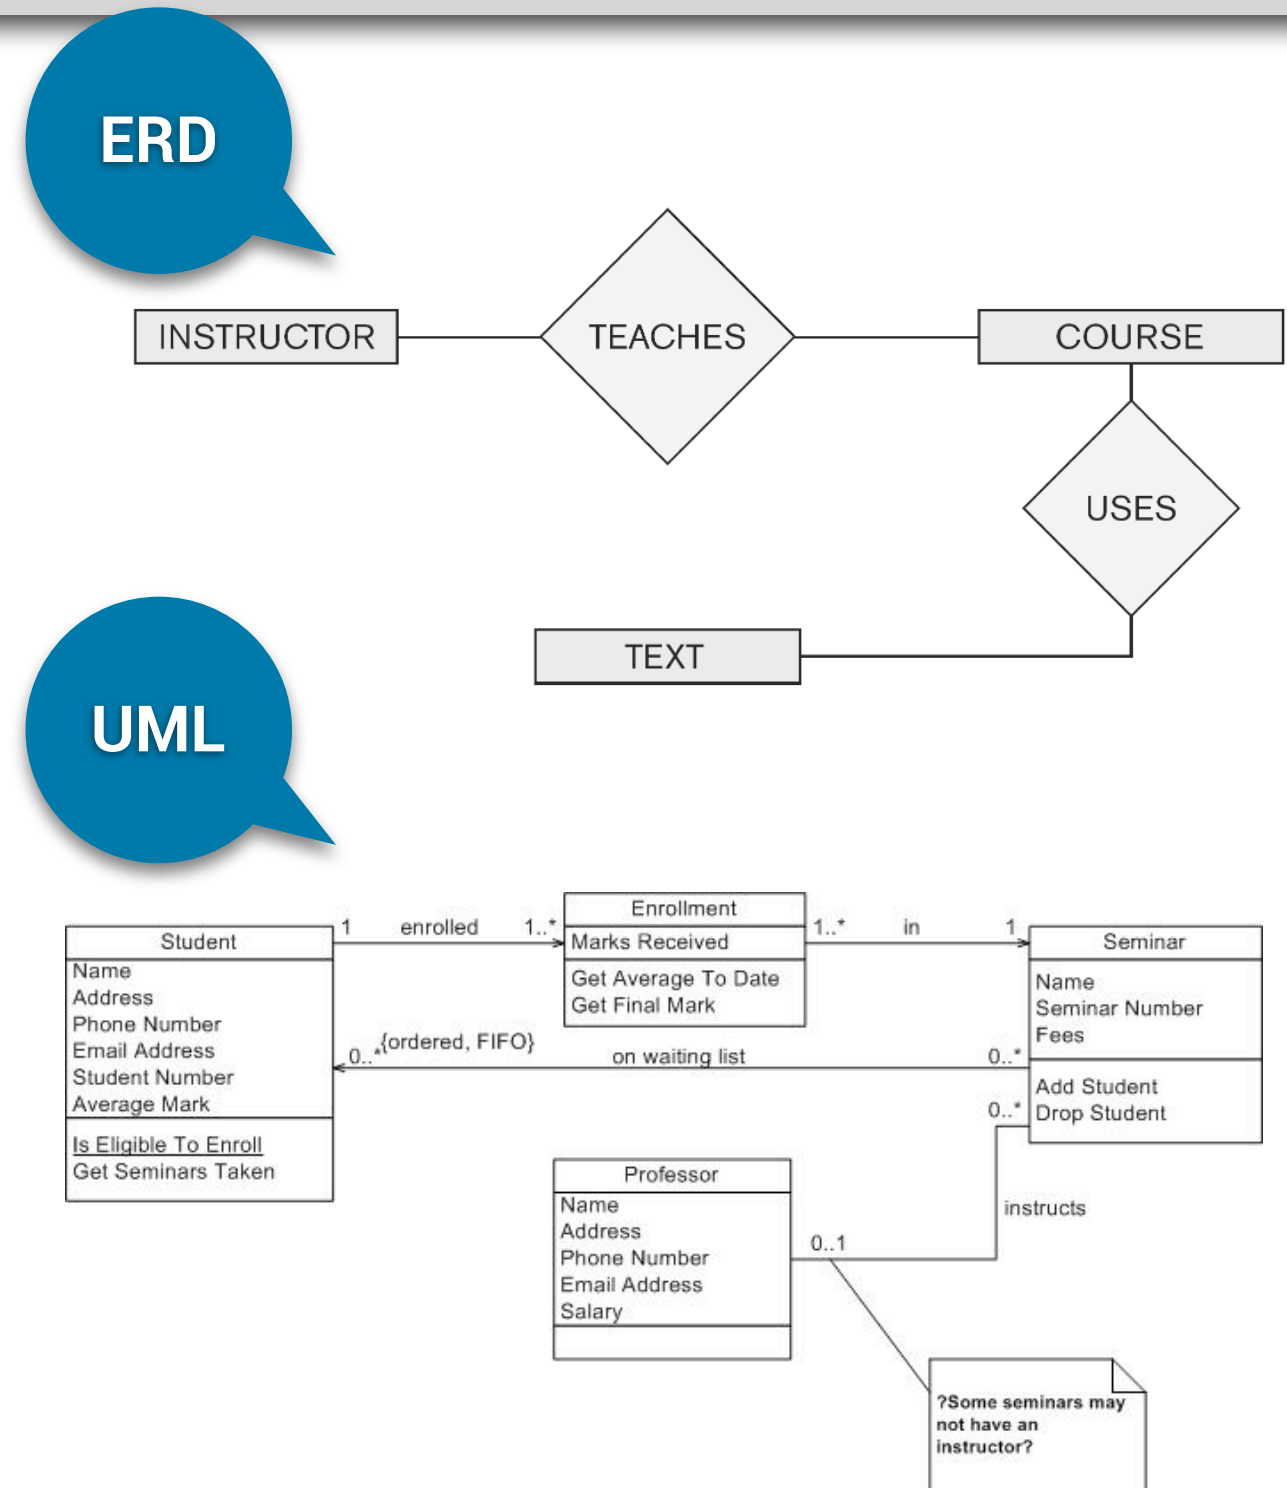 ERD
INSTRUCTOR
TEACHES
COURSE
USES
TEXT
UML
Student
Name
Address
Phone Number
Email Address
Student Number
Average Mark
Is Eligible To Enroll
Get Seminars Taken
1 enrolled 1..*
Enrollment
Marks Received
Get Average To Date
Get Final Mark
1..* in 1
Seminar
Name
Seminar Number
Fees
Add Student
Drop Student
0..* {ordered, FIFO} on waiting list 0..*
0..*
instructs
Professor
Name
Address
Phone Number
Email Address
Salary
0..1
?Some seminars may
not have an
instructor?